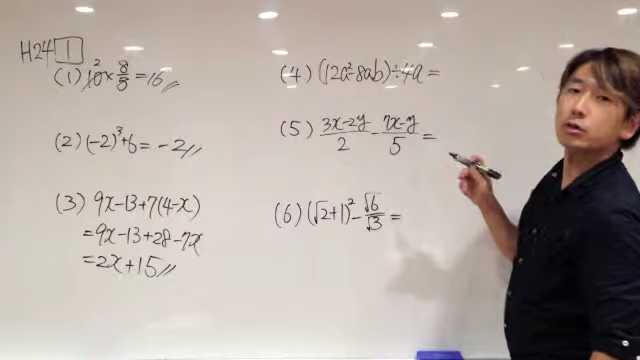 H24 1
(1) 10 × 8/5 = 16
2
(2) (-2)³+6 = -2
(3) 9x-13+7(4-x)
=9x-13+28-7x
=2x+15
(4) (12a²-8ab)÷4a=
(5) (3x-2y)/2 - (7x-y)/5 =
(6) (√2+1)² - √6/√3 =